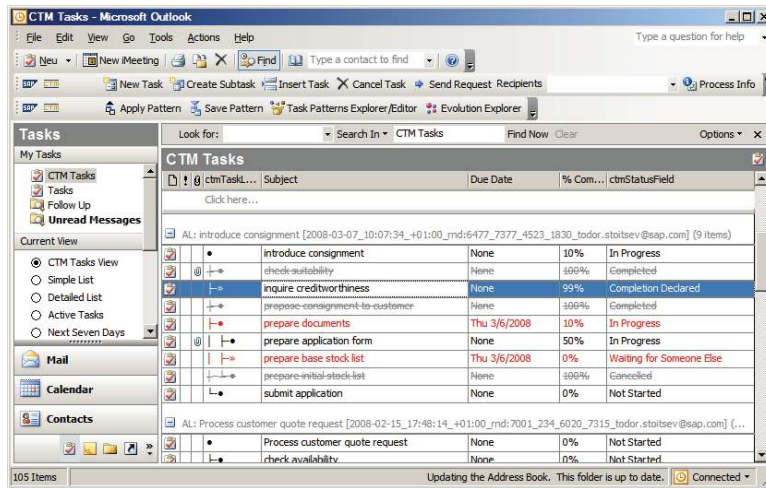 CTM Tasks - Microsoft Outlook
File Edit View Go Tools Actions Help Type a question for help
Neu New iMeeting Find Type a contact to find
SAP CTM New Task Create Subtask Insert Task Cancel Task Send Request Recipients Process Info
SAP CTM Apply Pattern Save Pattern Task Patterns Explorer/Editor Evolution Explorer
Tasks
My Tasks
CTM Tasks
Tasks
Follow Up
Unread Messages
Current View
CTM Tasks View
Simple List
Detailed List
Active Tasks
Next Seven Days
Mail
Calendar
Contacts
Look for: Search In CTM Tasks Find Now Clear Options
CTM Tasks
ctmTaskL... Subject Due Date % Com... ctmStatusField
Click here...
AL: introduce consignment [2008-03-07_10:07:34_+01:00_rnd:6477_7377_4523_1830_todor.stoitsev@sap.com] (9 items)
introduce consignment None 10% In Progress
check suitability None 100% Completed
inquire creditworthiness None 99% Completion Declared
propose consignment to customer None 100% Completed
prepare documents Thu 3/6/2008 10% In Progress
prepare application form None 50% In Progress
prepare base stock list Thu 3/6/2008 0% Waiting for Someone Else
prepare initial stock list None 100% Cancelled
submit application None 0% Not Started
AL: Process customer quote request [2008-02-15_17:48:14_+01:00_rnd:7001_234_6020_7315_todor.stoitsev@sap.com] (...
Process customer quote request None 0% Not Started
check availability None 0% Not Started
105 Items Updating the Address Book. This folder is up to date. Connected